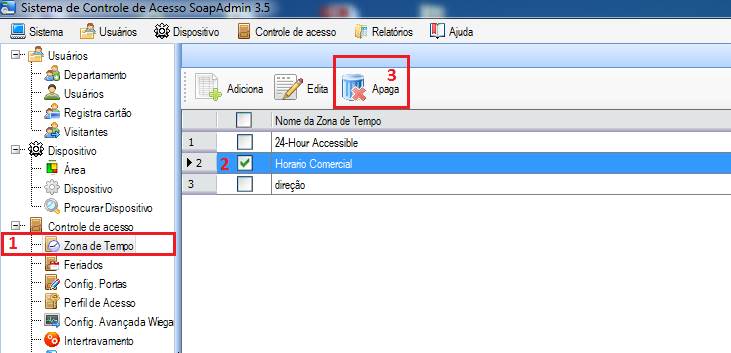 Sistema de Controle de Acesso SoapAdmin 3.5
Sistema Usuários Dispositivo Controle de acesso Relatórios Ajuda
Usuários
Departamento
Usuários
Registra cartão
Visitantes
Dispositivo
Área
Dispositivo
Procurar Dispositivo
Controle de acesso
1 Zona de Tempo
Feriados
Config. Portas
Perfil de Acesso
Config. Avançada Wiega
Intertravamento
Adiciona Edita Apaga 3
Nome da Zona de Tempo
1 24-Hour Accessible
2 2 Horario Comercial
3 direção